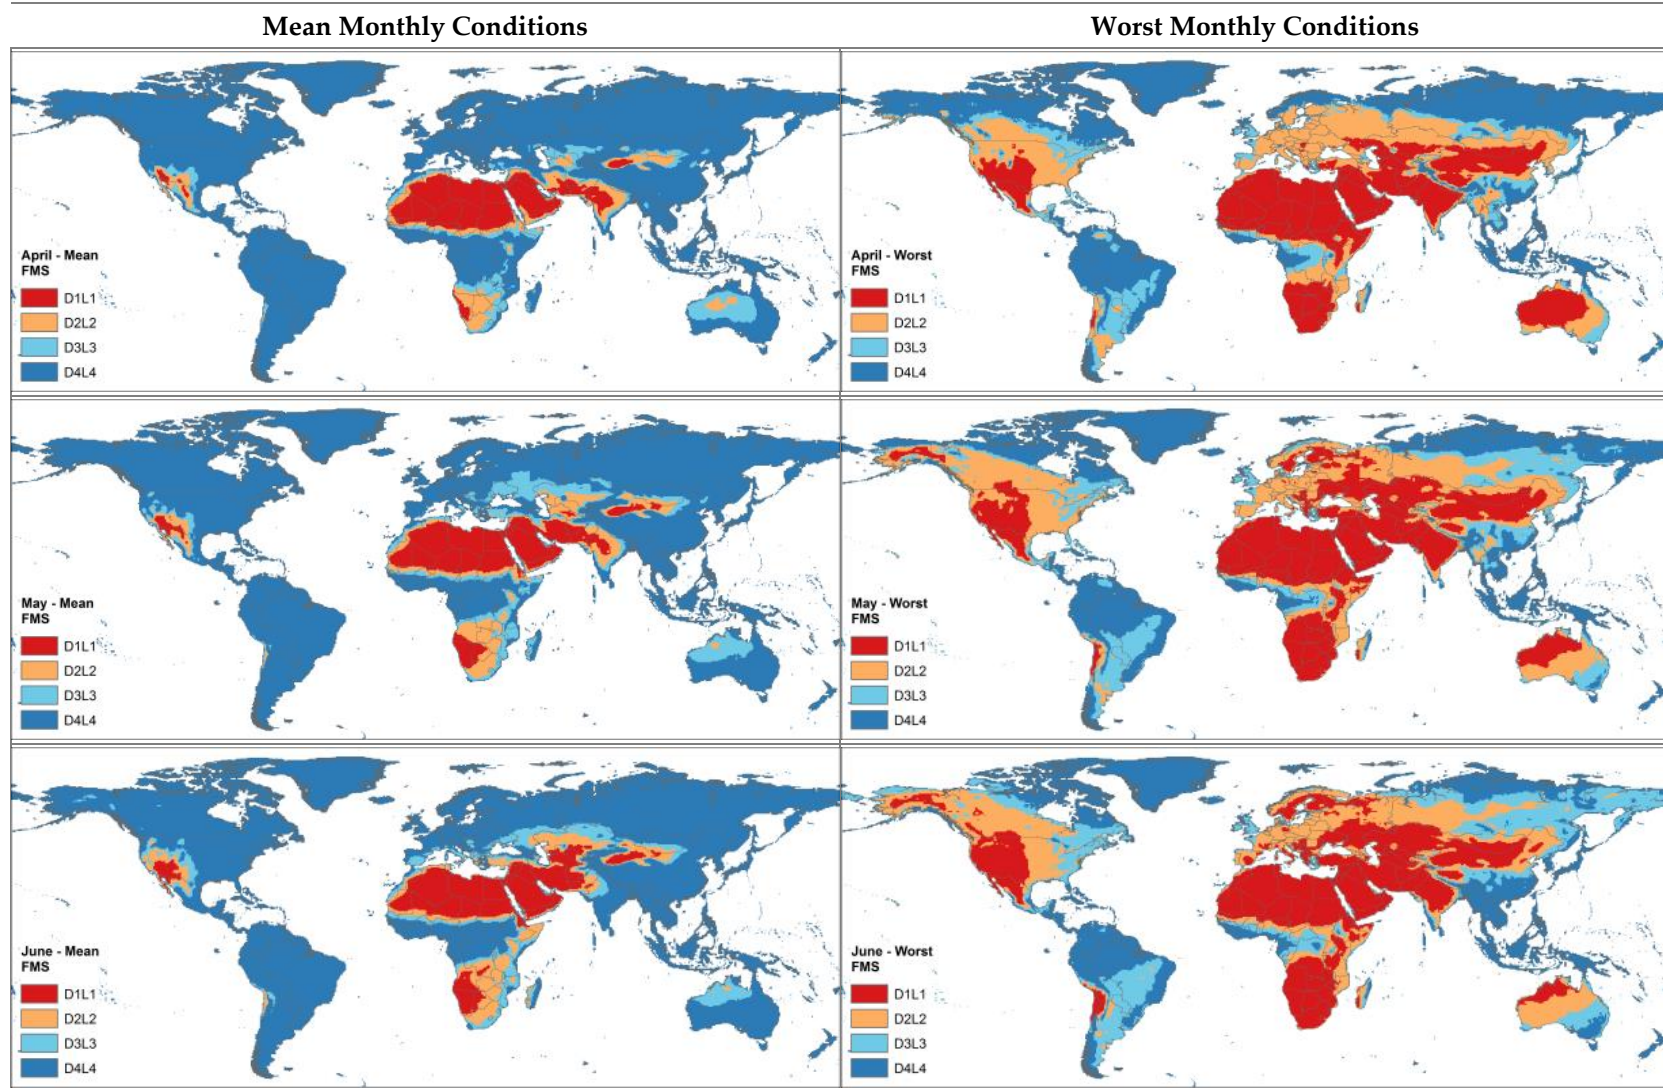 Mean Monthly Conditions
Worst Monthly Conditions
April - Mean
FMS
D1L1
D2L2
D3L3
D4L4
April - Worst
FMS
D1L1
D2L2
D3L3
D4L4
May - Mean
FMS
D1L1
D2L2
D3L3
D4L4
May - Worst
FMS
D1L1
D2L2
D3L3
D4L4
June - Mean
FMS
D1L1
D2L2
D3L3
D4L4
June - Worst
FMS
D1L1
D2L2
D3L3
D4L4